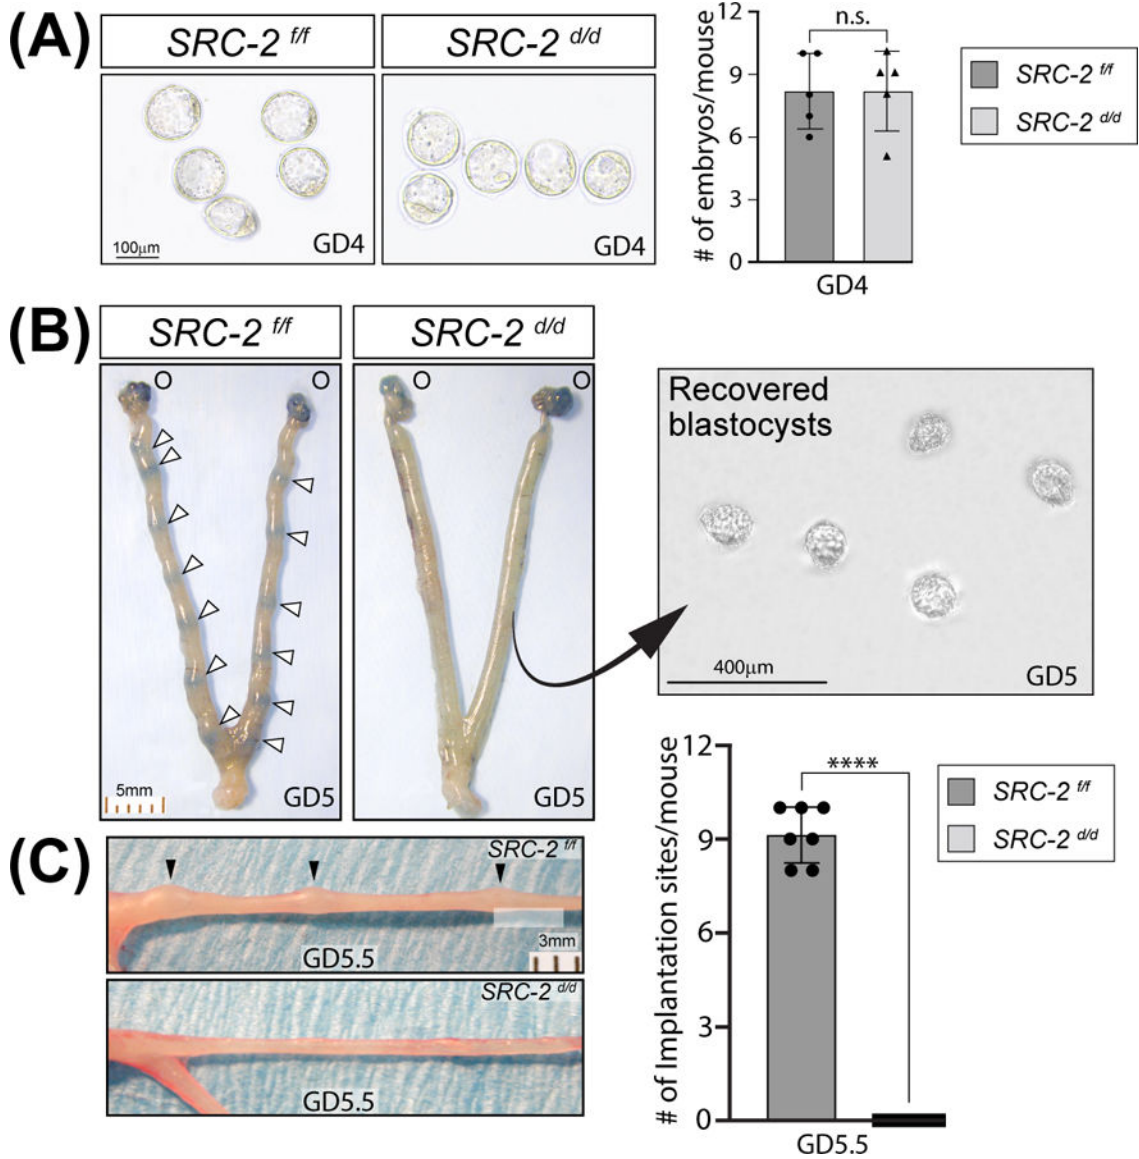 (A)
SRC-2 f/f
SRC-2 d/d
100µm
GD4
GD4
# of embryos/mouse
12
9
6
3
0
n.s.
GD4
SRC-2 f/f
SRC-2 d/d
(B)
SRC-2 f/f
SRC-2 d/d
O
O
O
O
5mm
GD5
GD5
Recovered
blastocysts
400µm
GD5
(C)
SRC-2 f/f
GD5.5
3mm
SRC-2 d/d
GD5.5
# of Implantation sites/mouse
12
9
6
3
0
****
GD5.5
SRC-2 f/f
SRC-2 d/d